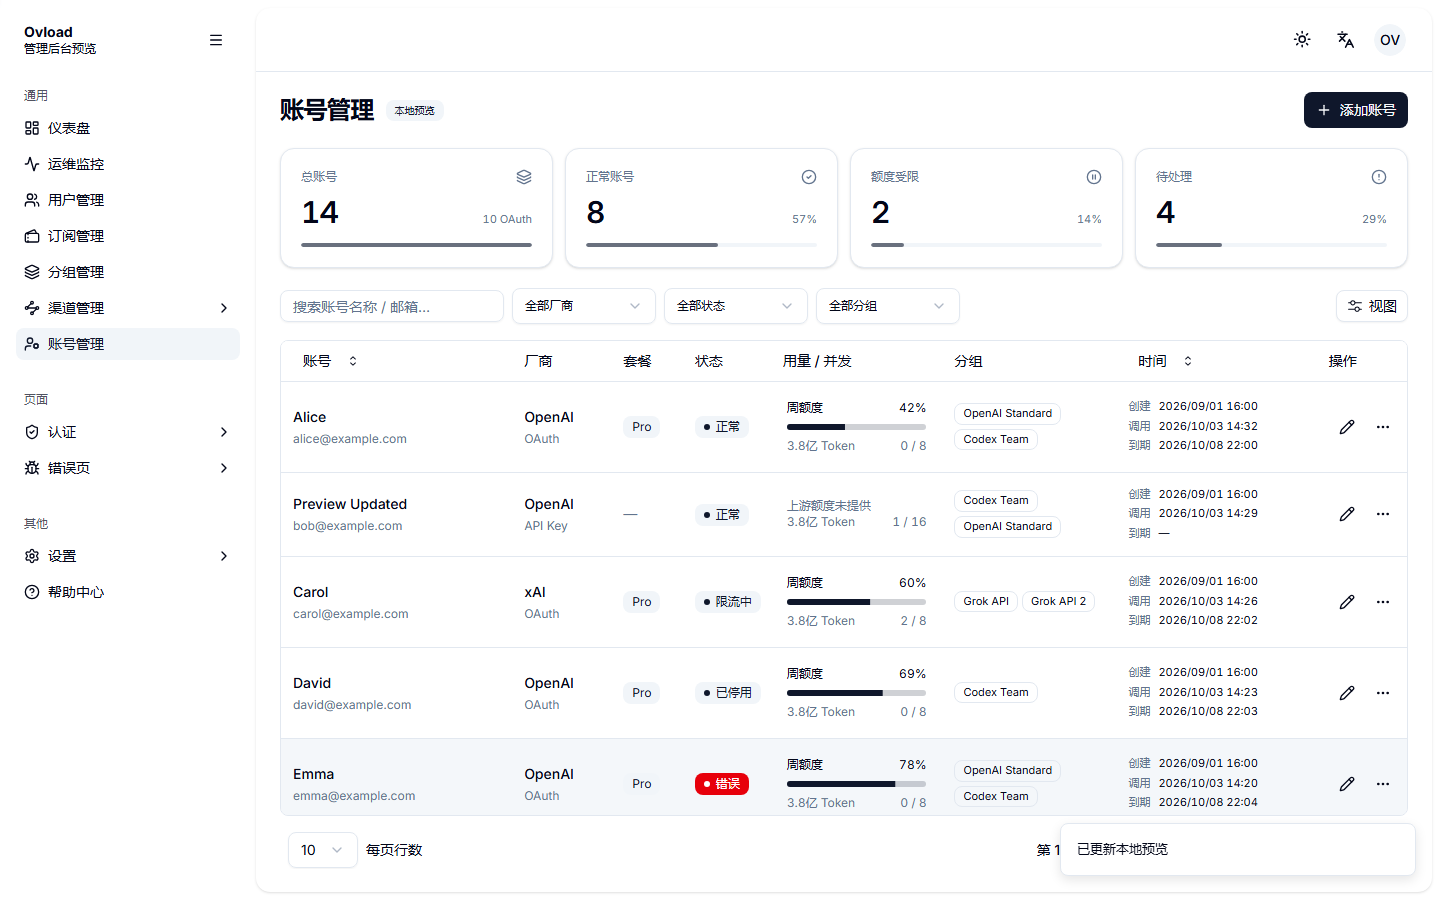 Ovload
管理后台预览
通用
仪表盘
运维监控
用户管理
订阅管理
分组管理
渠道管理
账号管理
页面
认证
错误页
其他
设置
帮助中心
OV
账号管理 本地预览
添加账号
总账号
14 10 OAuth
正常账号
8 57%
额度受限
2 14%
待处理
4 29%
搜索账号名称 / 邮箱... 全部厂商 全部状态 全部分组 视图
账号 厂商 套餐 状态 用量 / 并发 分组 时间 操作
Alice
alice@example.com
OpenAI
OAuth
Pro
正常
周额度 42%
3.8亿 Token 0 / 8
OpenAI Standard
Codex Team
创建 2026/09/01 16:00
调用 2026/10/03 14:32
到期 2026/10/08 22:00
Preview Updated
bob@example.com
OpenAI
API Key
—
正常
上游额度未提供
3.8亿 Token 1 / 16
Codex Team
OpenAI Standard
创建 2026/09/01 16:00
调用 2026/10/03 14:29
到期 —
Carol
carol@example.com
xAI
OAuth
Pro
限流中
周额度 60%
3.8亿 Token 2 / 8
Grok API Grok API 2
创建 2026/09/01 16:00
调用 2026/10/03 14:26
到期 2026/10/08 22:02
David
david@example.com
OpenAI
OAuth
Pro
已停用
周额度 69%
3.8亿 Token 0 / 8
Codex Team
创建 2026/09/01 16:00
调用 2026/10/03 14:23
到期 2026/10/08 22:03
Emma
emma@example.com
OpenAI
OAuth
Pro
错误
周额度 78%
3.8亿 Token 0 / 8
OpenAI Standard
Codex Team
创建 2026/09/01 16:00
调用 2026/10/03 14:20
到期 2026/10/08 22:04
10 每页行数
第 1
已更新本地预览